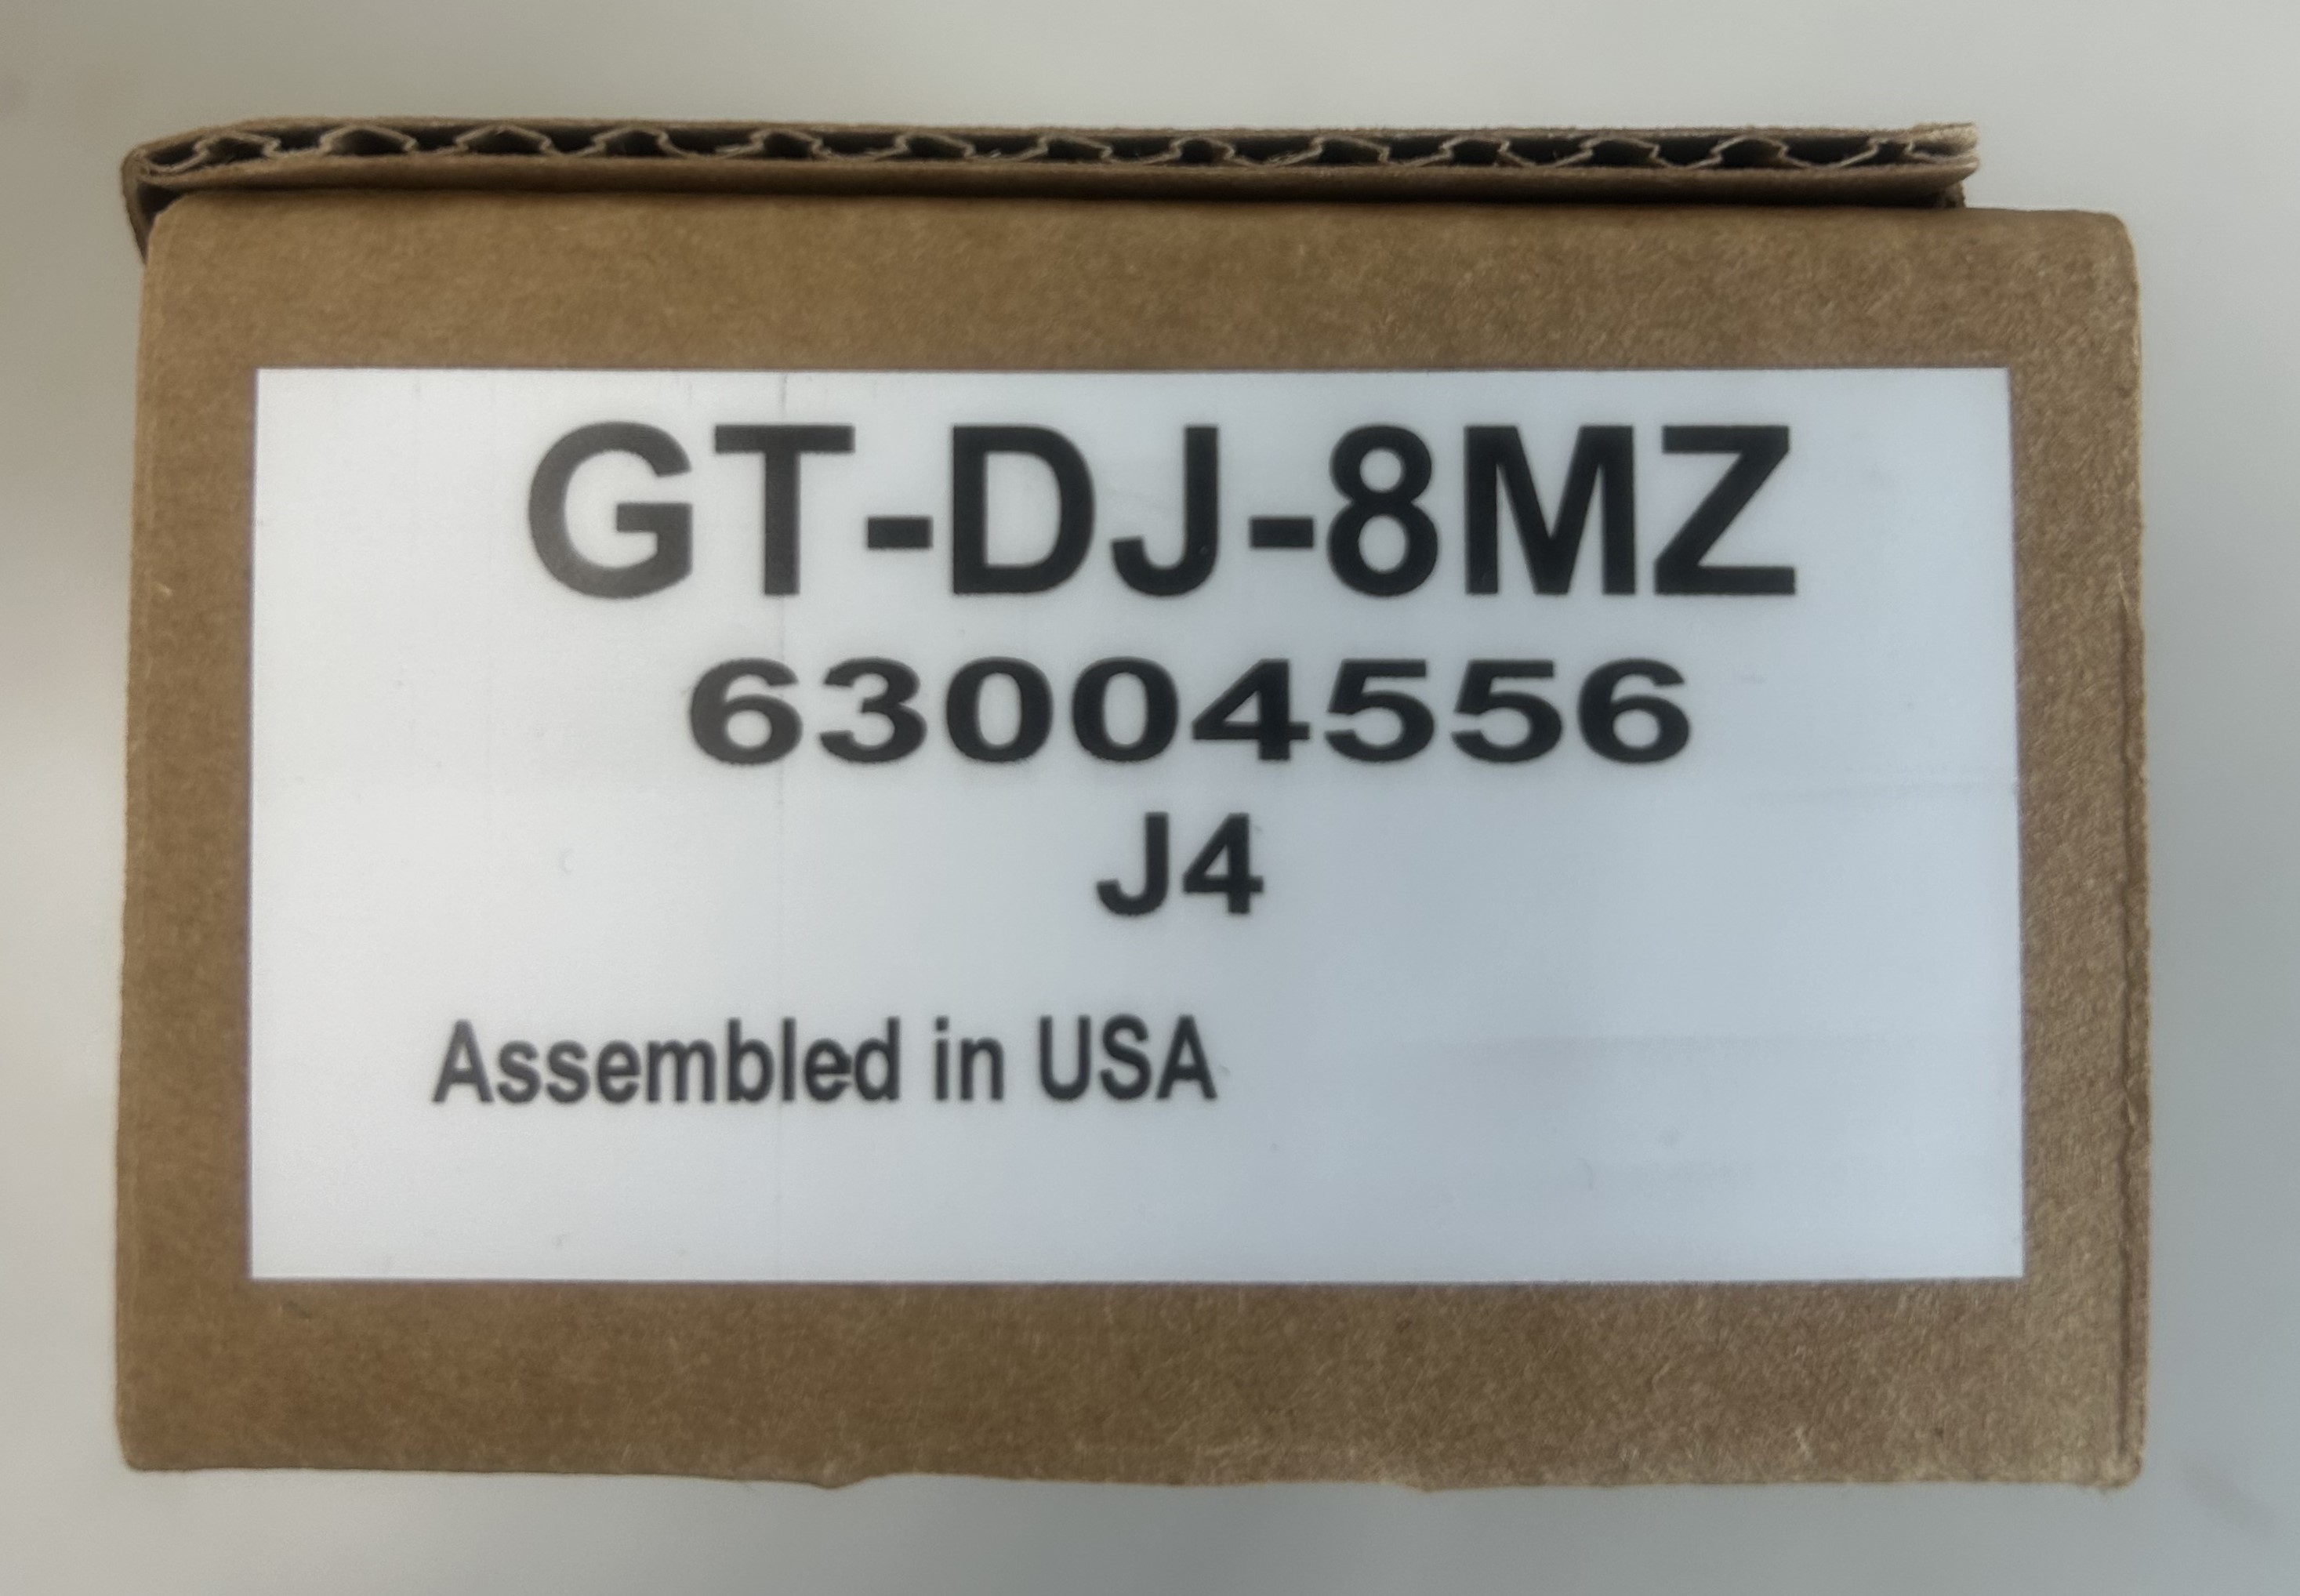 GT-DJ-8MZ
63004556
J4
Assembled in USA